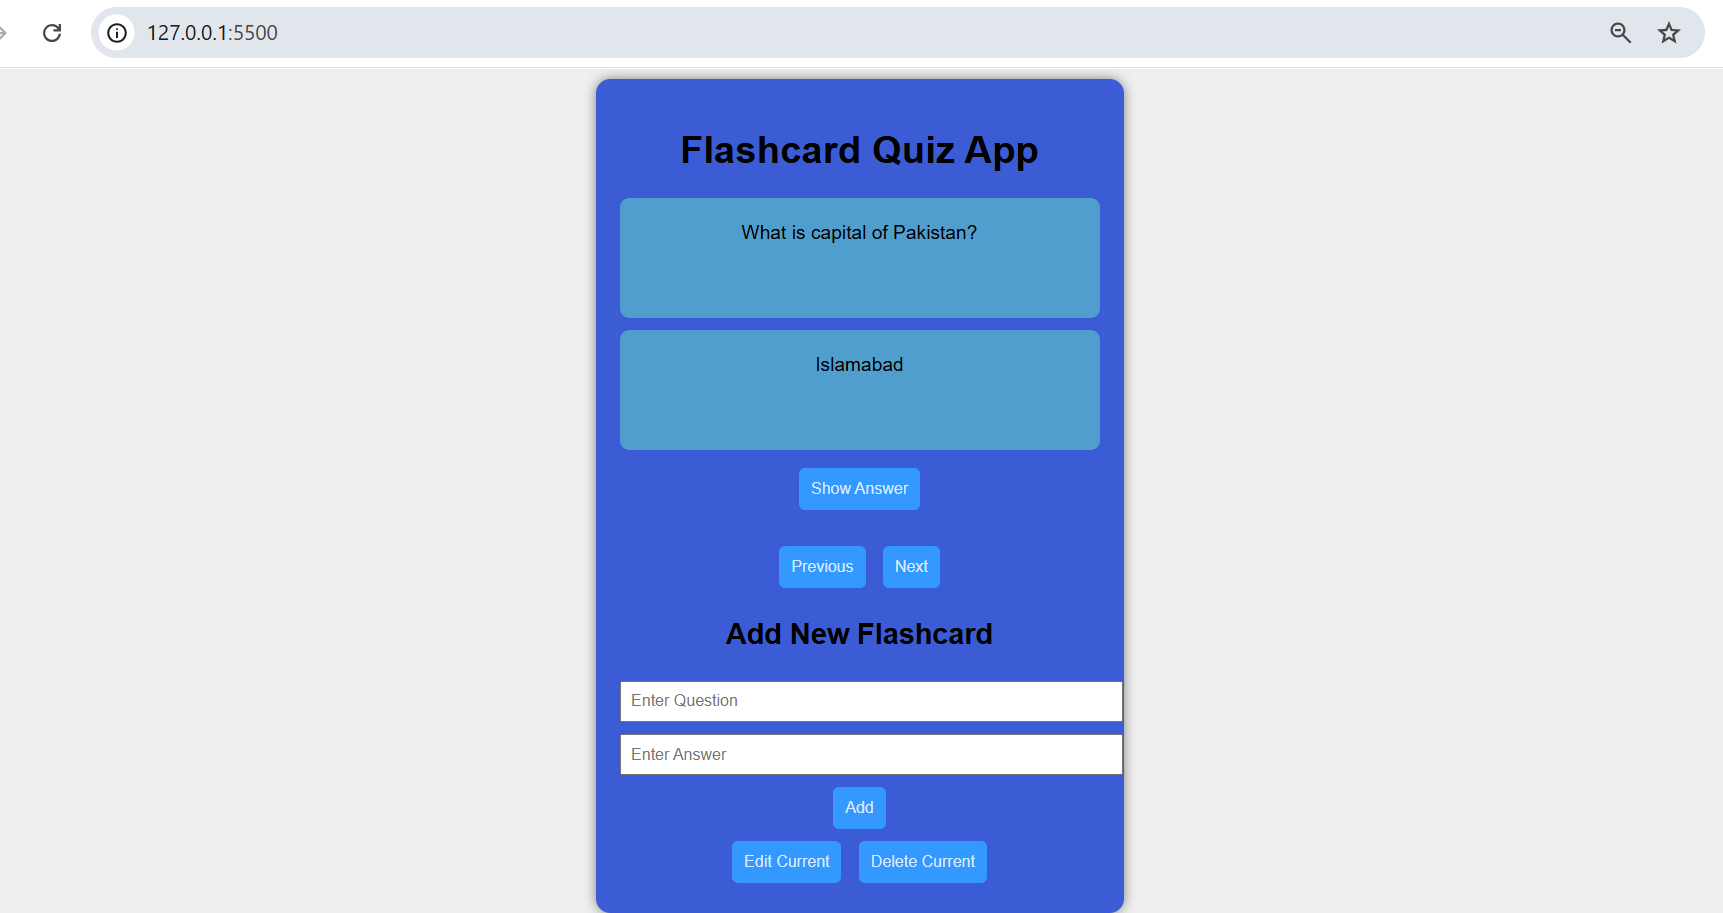 127.0.0.1:5500
Flashcard Quiz App
What is capital of Pakistan?
Islamabad
Show Answer
Previous Next
Add New Flashcard
Enter Question
Enter Answer
Add
Edit Current Delete Current